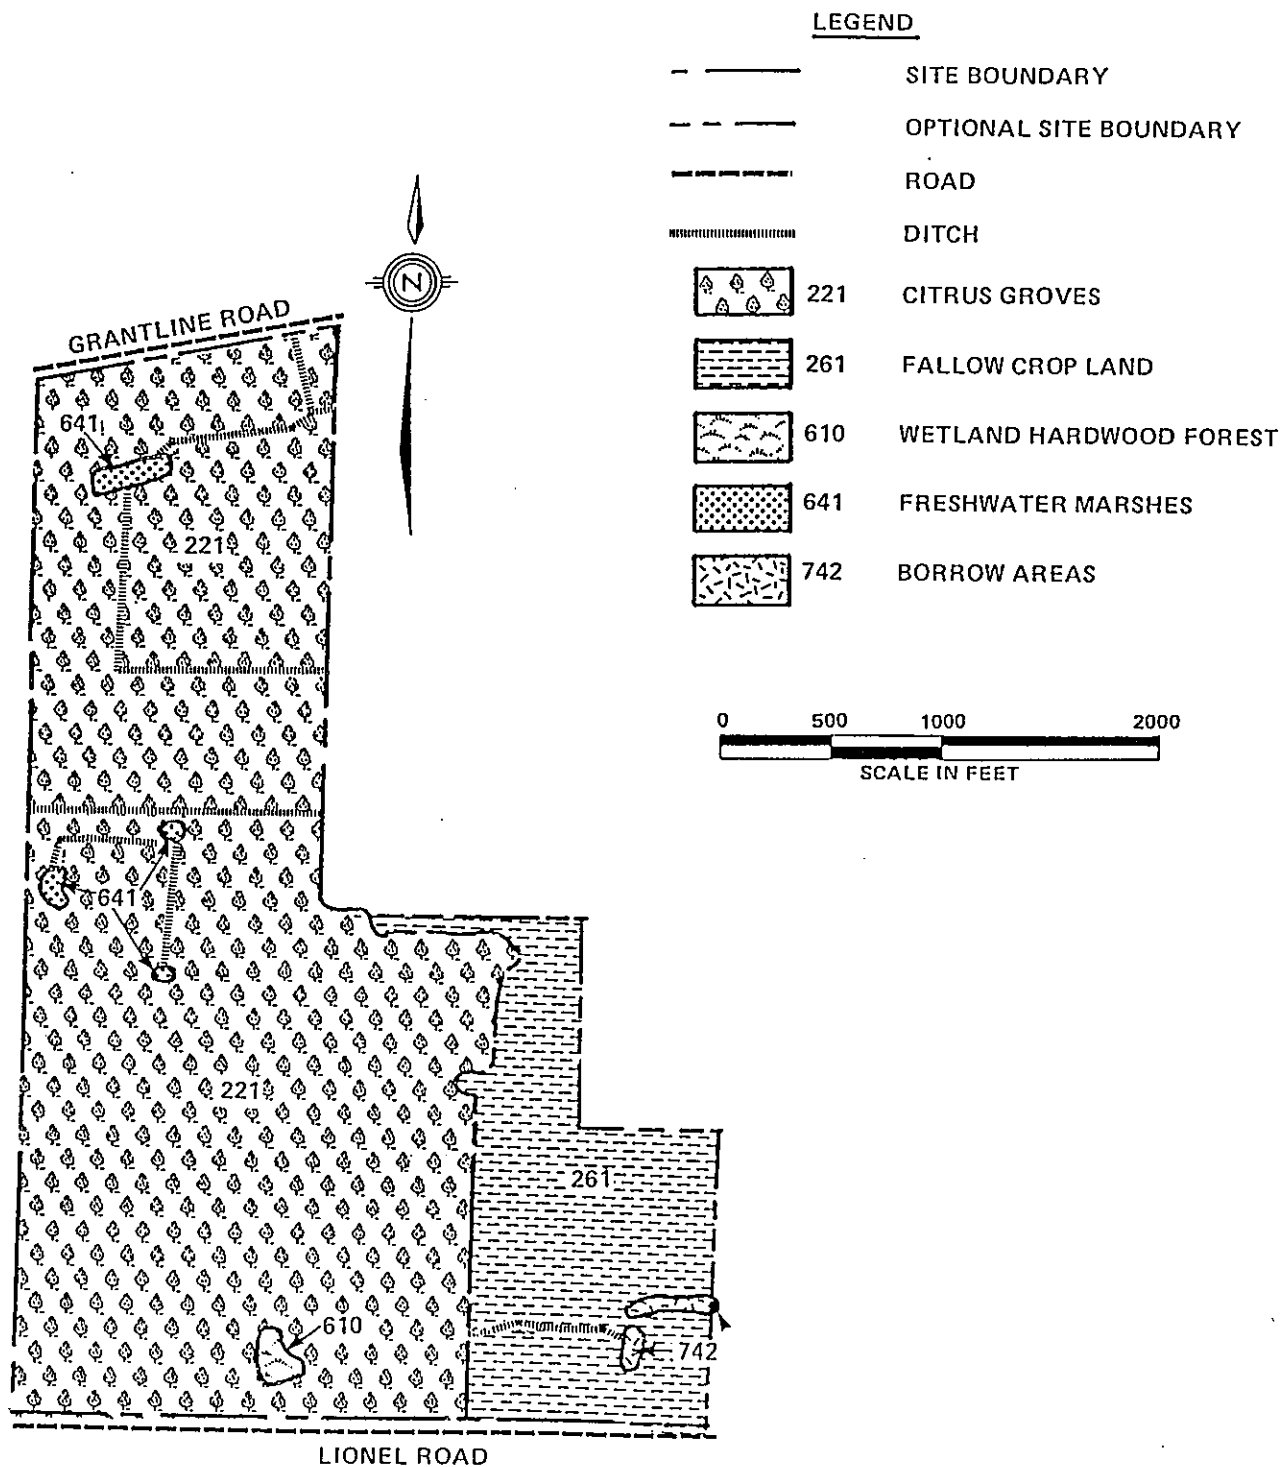 LEGEND
SITE BOUNDARY
OPTIONAL SITE BOUNDARY
ROAD
DITCH
221 CITRUS GROVES
261 FALLOW CROP LAND
610 WETLAND HARDWOOD FOREST
641 FRESHWATER MARSHES
742 BORROW AREAS
0 500 1000 2000
SCALE IN FEET
N
GRANTLINE ROAD
641
221
641
221
261
610
742
LIONEL ROAD